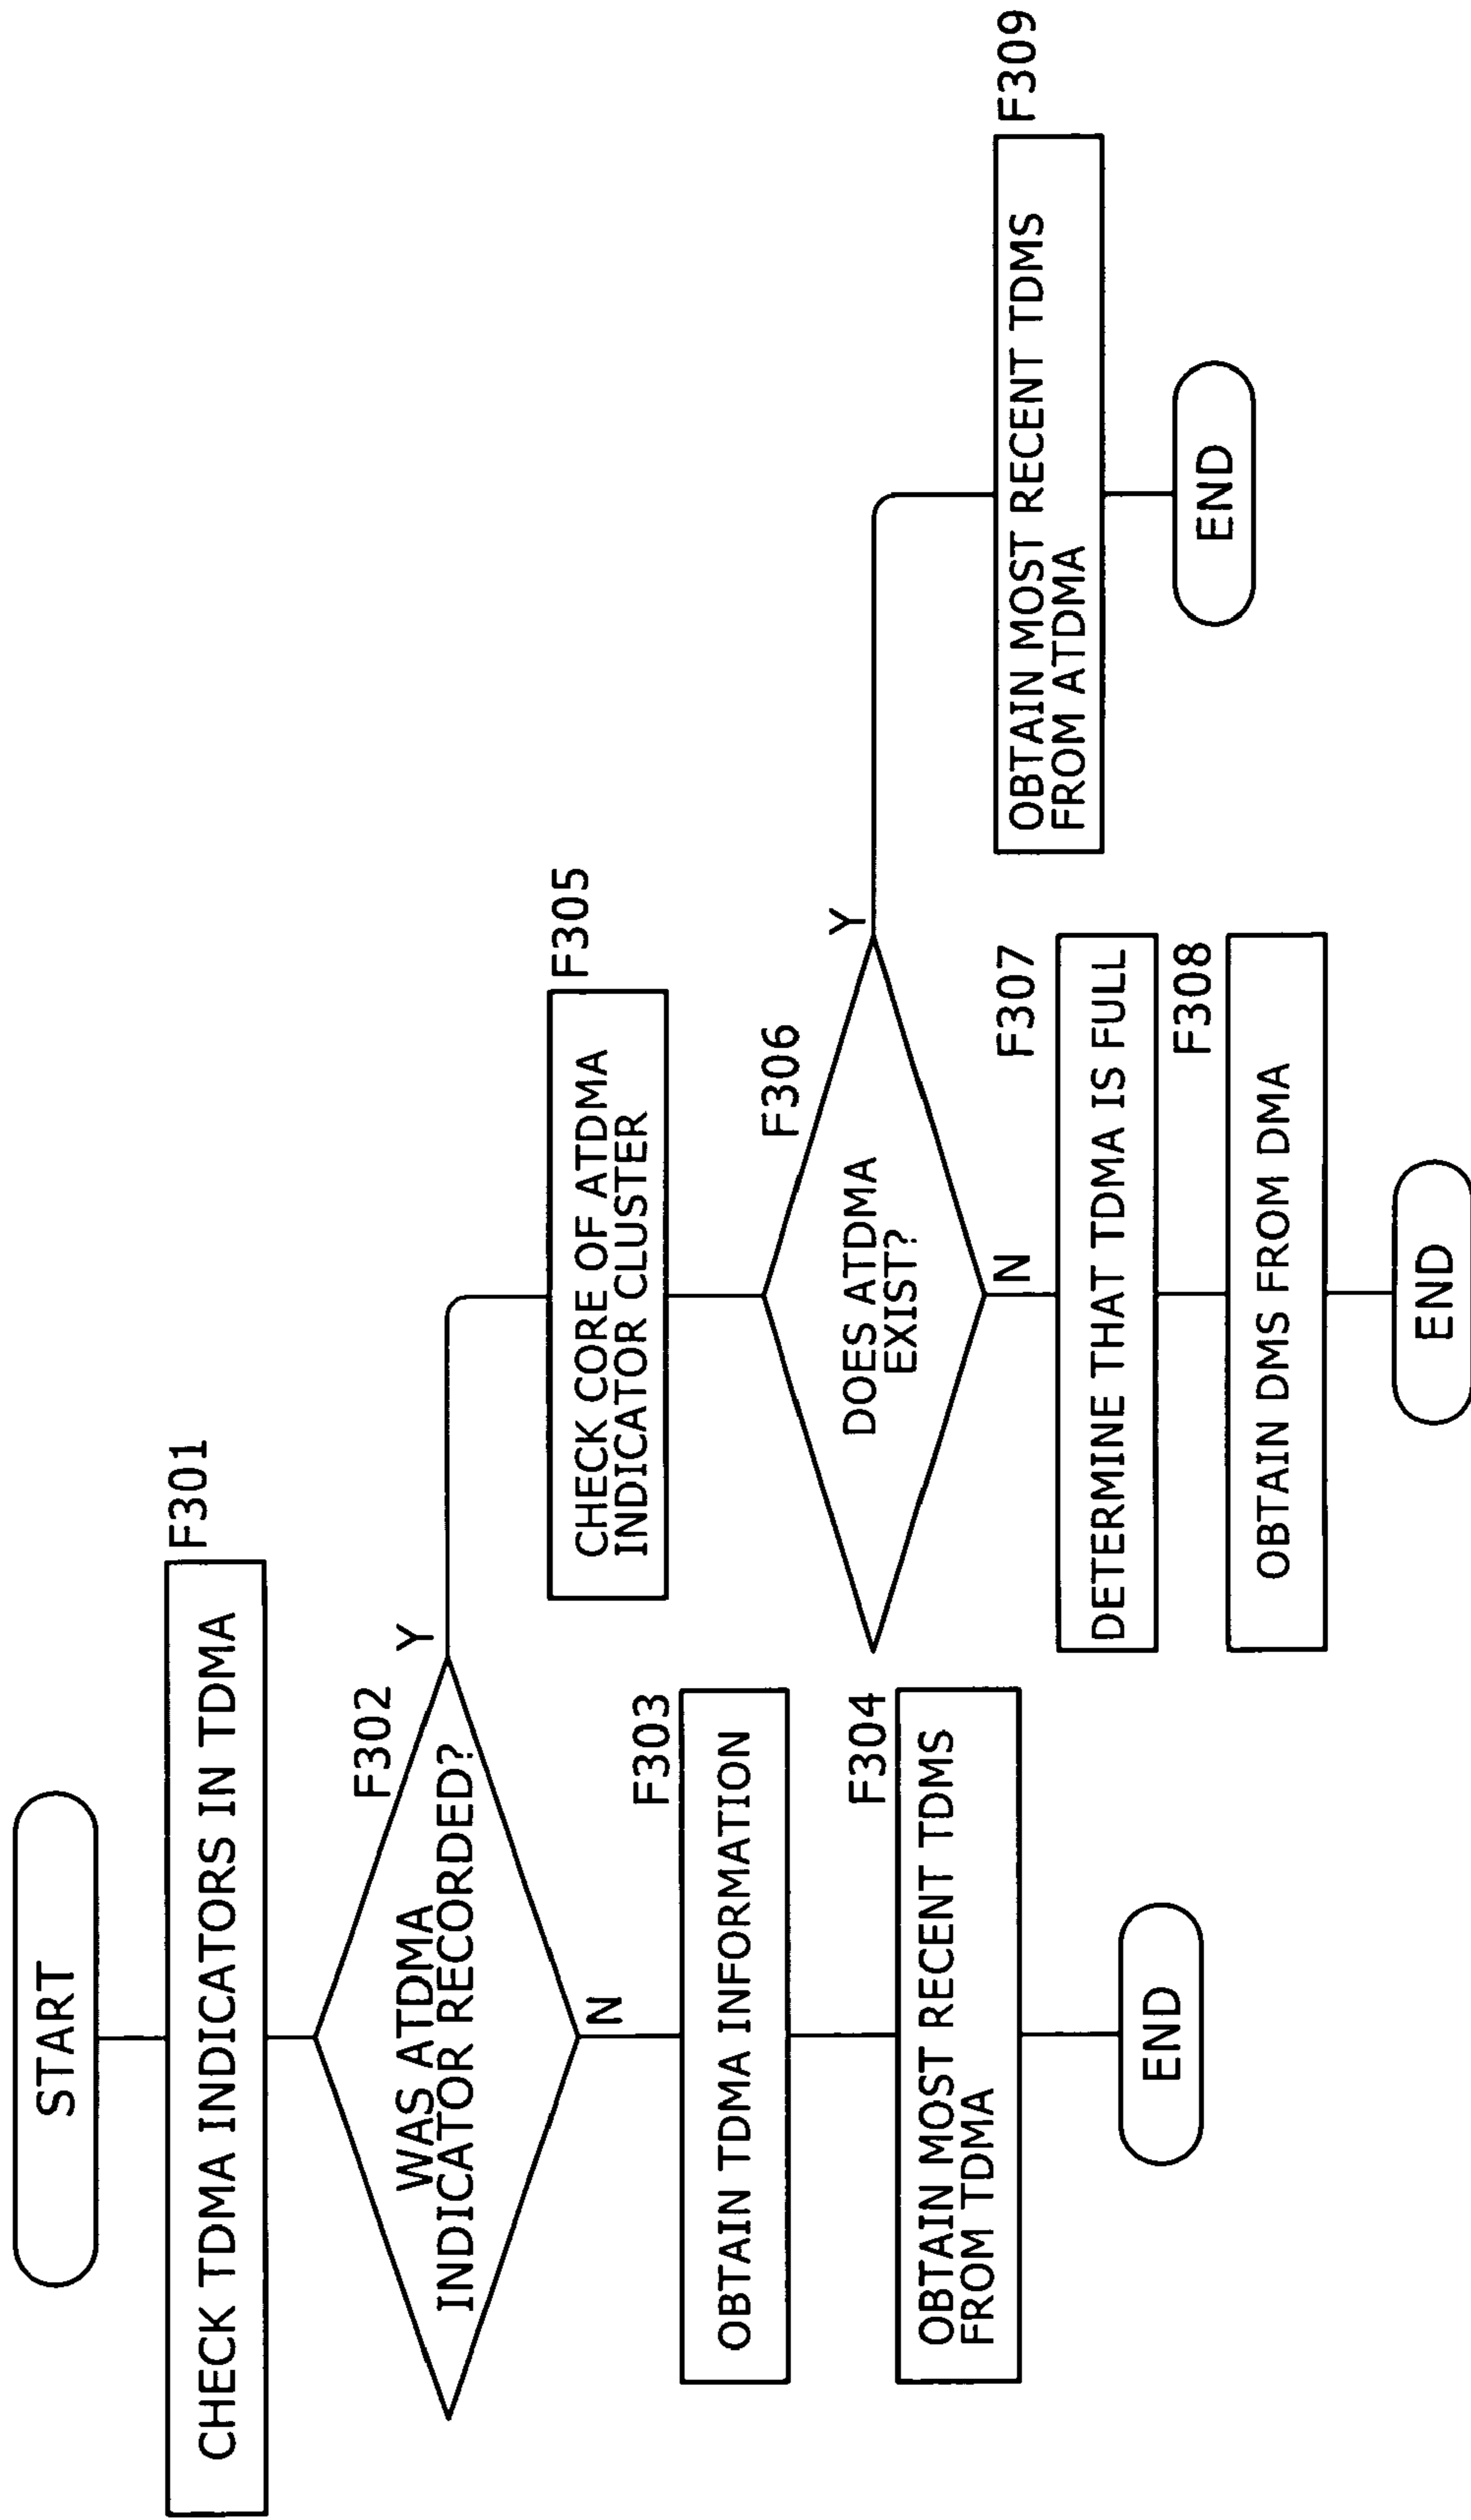 START
F301
CHECK TDMA INDICATORS IN TDMA
F302
WAS ATDMA
INDICATOR RECORDED?
Y
N
F303
OBTAIN TDMA INFORMATION
F304
OBTAIN MOST RECENT TDMS
FROM TDMA
END
F305
CHECK CORE OF ATDMA
INDICATOR CLUSTER
F306
DOES ATDMA
EXIST?
Y
N
F307
DETERMINE THAT TDMA IS FULL
F308
OBTAIN DMS FROM DMA
END
F309
OBTAIN MOST RECENT TDMS
FROM ATDMA
END